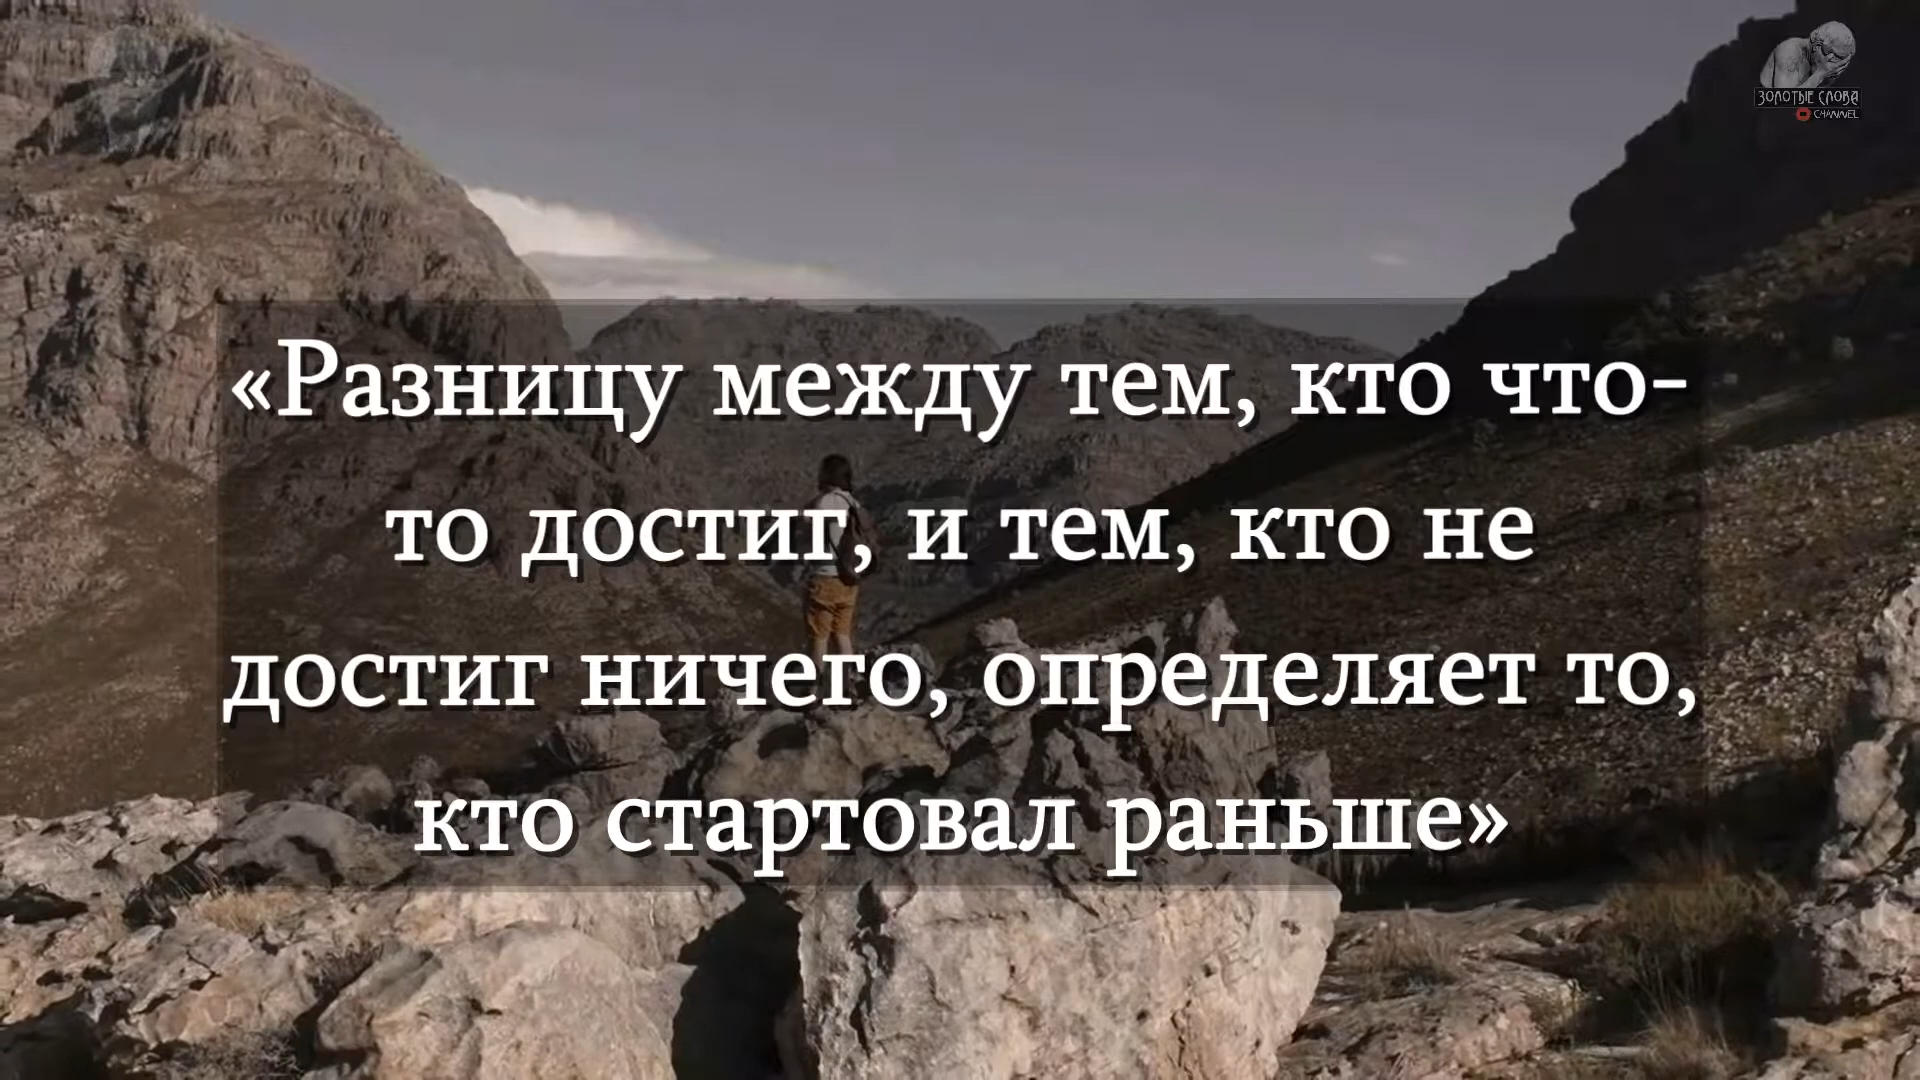 ЗОЛОТЫЕ СЛОВА
CHANNEL
«Разницу между тем, кто что-
то достиг, и тем, кто не
достиг ничего, определяет то,
кто стартовал раньше»